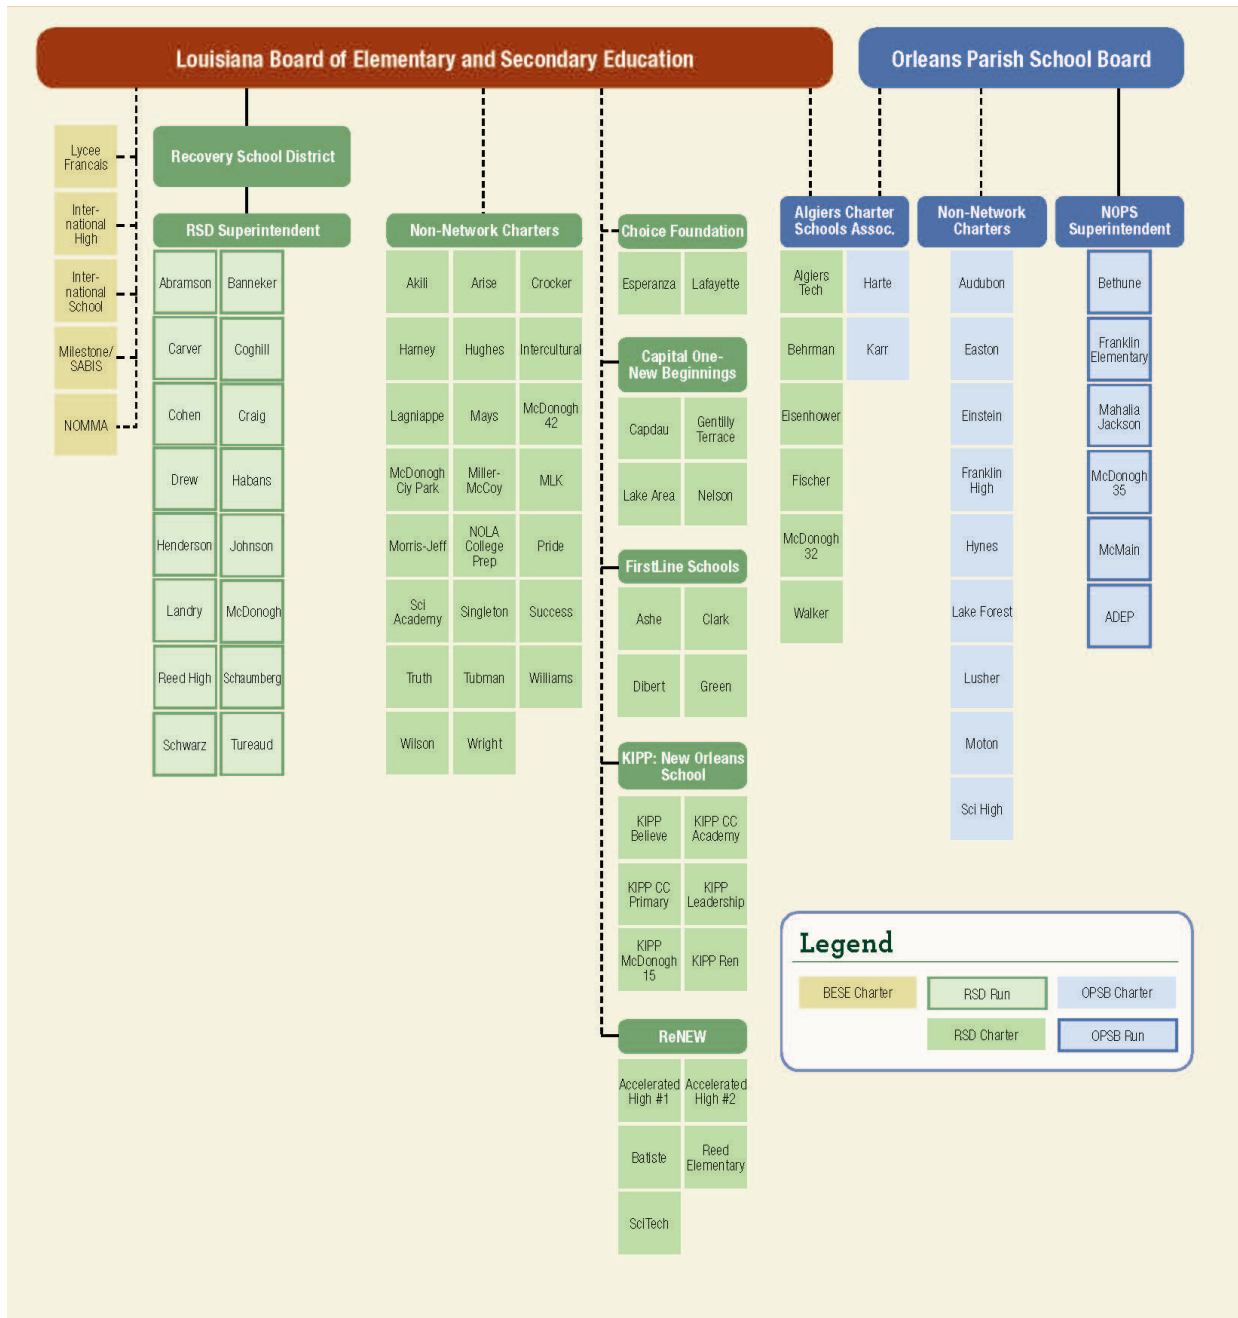 Louisiana Board of Elementary and Secondary Education
Orleans Parish School Board
Lycee
Francais
Inter-
national
High
Inter-
national
School
Milestone/
SABIS
NOMMA
Recovery School District
RSD Superintendent
Abramson
Banneker
Carver
Coghill
Cohen
Craig
Drew
Habans
Henderson
Johnson
Landry
McDonogh
Reed High
Schaumberg
Schwarz
Tureaud
Non-Network Charters
Akili
Arise
Crocker
Harney
Hughes
Intercultural
Lagniappe
Mays
McDonogh
42
McDonogh
Ciy Park
Miller-
McCoy
MLK
Morris-Jeff
NOLA
College
Prep
Pride
Sci
Academy
Singleton
Success
Truth
Tubman
Williams
Wilson
Wright
Choice Foundation
Esperanza
Lafayette
Capital One-
New Beginnings
Capdau
Gentilly
Terrace
Lake Area
Nelson
FirstLine Schools
Ashe
Clark
Dibert
Green
KIPP: New Orleans
School
KIPP
Believe
KIPP CC
Academy
KIPP CC
Primary
KIPP
Leadership
KIPP
McDonogh
15
KIPP Ren
ReNEW
Accelerated
High #1
Accelerated
High #2
Batiste
Reed
Elementary
SciTech
Algiers Charter
Schools Assoc.
Algiers
Tech
Harte
Behrman
Karr
Eisenhower
Fischer
McDonogh
32
Walker
Non-Network
Charters
Audubon
Easton
Einstein
Franklin
High
Hynes
Lake Forest
Lusher
Moton
Sci High
NOPS
Superintendent
Bethune
Franklin
Elementary
Mahalia
Jackson
McDonogh
35
McMain
ADEP
Legend
BESE Charter
RSD Run
OPSB Charter
RSD Charter
OPSB Run